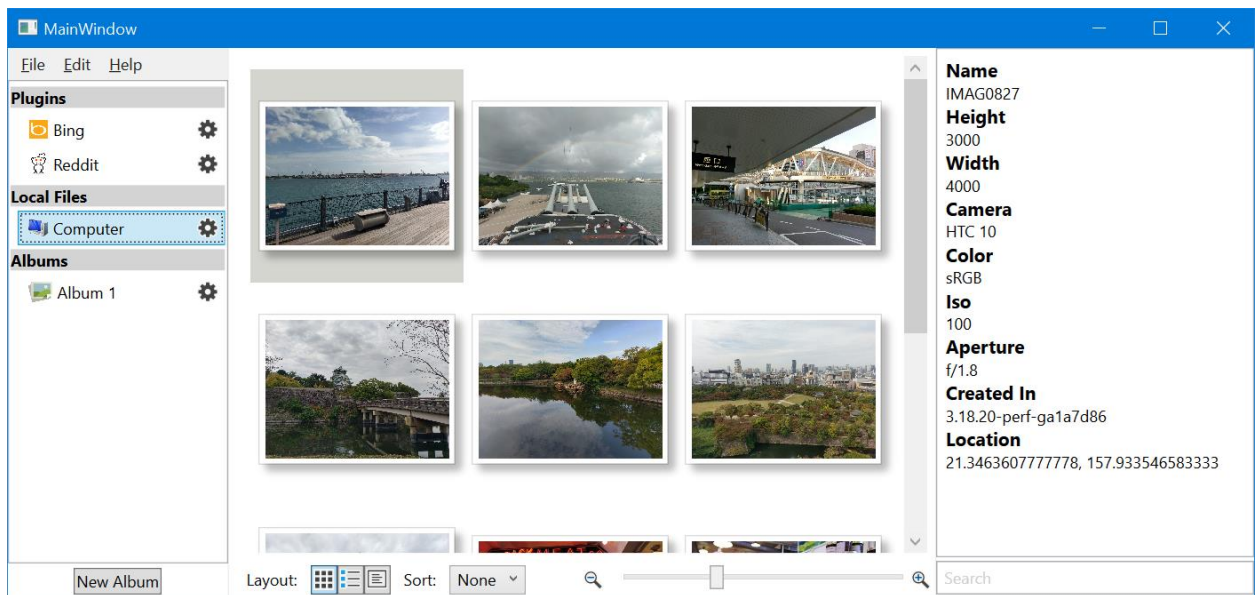 MainWindow
File Edit Help
Plugins
Bing
Reddit
Local Files
Computer
Albums
Album 1
New Album
Layout:
Sort: None
Name
IMAG0827
Height
3000
Width
4000
Camera
HTC 10
Color
sRGB
Iso
100
Aperture
f/1.8
Created In
3.18.20-perf-ga1a7d86
Location
21.3463607777778, 157.933546583333
Search